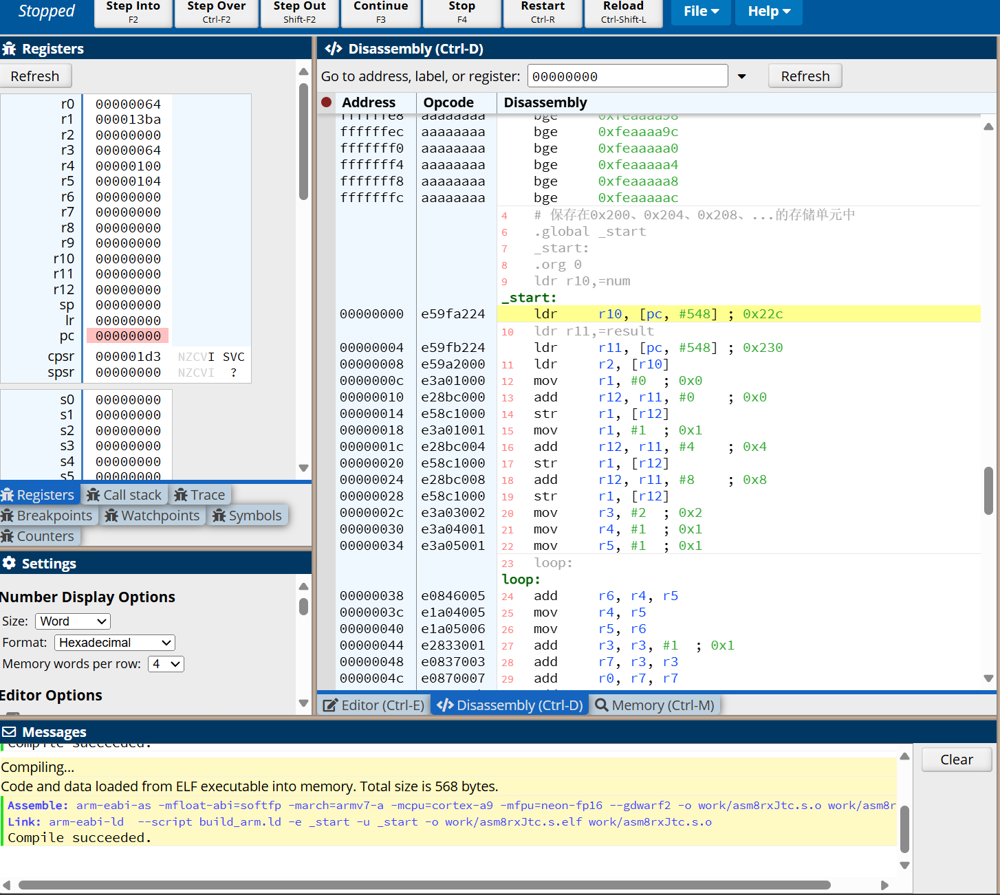 Stopped
Step Into
F2
Step Over
Ctrl-F2
Step Out
Shift-F2
Continue
F3
Stop
F4
Restart
Ctrl-R
Reload
Ctrl-Shift-L
File
Help
Registers
Refresh
r0 00000064
r1 000013ba
r2 00000000
r3 00000064
r4 00000100
r5 00000104
r6 00000000
r7 00000000
r8 00000000
r9 00000000
r10 00000000
r11 00000000
r12 00000000
sp 00000000
lr 00000000
pc 00000000
cpsr 000001d3 NZCVI SVC
spsr 00000000 NZCVI ?
s0 00000000
s1 00000000
s2 00000000
s3 00000000
s4 00000000
s5 00000000
Registers Call stack Trace
Breakpoints Watchpoints Symbols
Counters
Settings
Number Display Options
Size: Word
Format: Hexadecimal
Memory words per row: 4
Editor Options
Disassembly (Ctrl-D)
Go to address, label, or register: 00000000 Refresh
Address Opcode Disassembly
ffffffe8 aaaaaaaa bge 0xfeaaaa98
ffffffec aaaaaaaa bge 0xfeaaaa9c
fffffff0 aaaaaaaa bge 0xfeaaaaa0
fffffff4 aaaaaaaa bge 0xfeaaaaa4
fffffff8 aaaaaaaa bge 0xfeaaaaa8
fffffffc aaaaaaaa bge 0xfeaaaaac
4 # 保存在0x200、0x204、0x208、...的存储单元中
6 .global _start
7 _start:
8 .org 0
9 ldr r10,=num
_start:
00000000 e59fa224 ldr r10, [pc, #548] ; 0x22c
10 ldr r11,=result
00000004 e59fb224 ldr r11, [pc, #548] ; 0x230
00000008 e59a2000 11 ldr r2, [r10]
0000000c e3a01000 12 mov r1, #0 ; 0x0
00000010 e28bc000 13 add r12, r11, #0 ; 0x0
00000014 e58c1000 14 str r1, [r12]
00000018 e3a01001 15 mov r1, #1 ; 0x1
0000001c e28bc004 16 add r12, r11, #4 ; 0x4
00000020 e58c1000 17 str r1, [r12]
00000024 e28bc008 18 add r12, r11, #8 ; 0x8
00000028 e58c1000 19 str r1, [r12]
0000002c e3a03002 20 mov r3, #2 ; 0x2
00000030 e3a04001 21 mov r4, #1 ; 0x1
00000034 e3a05001 22 mov r5, #1 ; 0x1
23 loop:
loop:
00000038 e0846005 24 add r6, r4, r5
0000003c e1a04005 25 mov r4, r5
00000040 e1a05006 26 mov r5, r6
00000044 e2833001 27 add r3, r3, #1 ; 0x1
00000048 e0837003 28 add r7, r3, r3
0000004c e0870007 29 add r0, r7, r7
Editor (Ctrl-E) Disassembly (Ctrl-D) Memory (Ctrl-M)
Messages
Compile succeeded.
Compiling...
Code and data loaded from ELF executable into memory. Total size is 568 bytes.
Assemble: arm-eabi-as -mfloat-abi=softfp -march=armv7-a -mcpu=cortex-a9 -mfpu=neon-fp16 --gdwarf2 -o work/asm8rxJtc.s.o work/asm8r
Link: arm-eabi-ld --script build_arm.ld -e _start -u _start -o work/asm8rxJtc.s.elf work/asm8rxJtc.s.o
Compile succeeded.
Clear